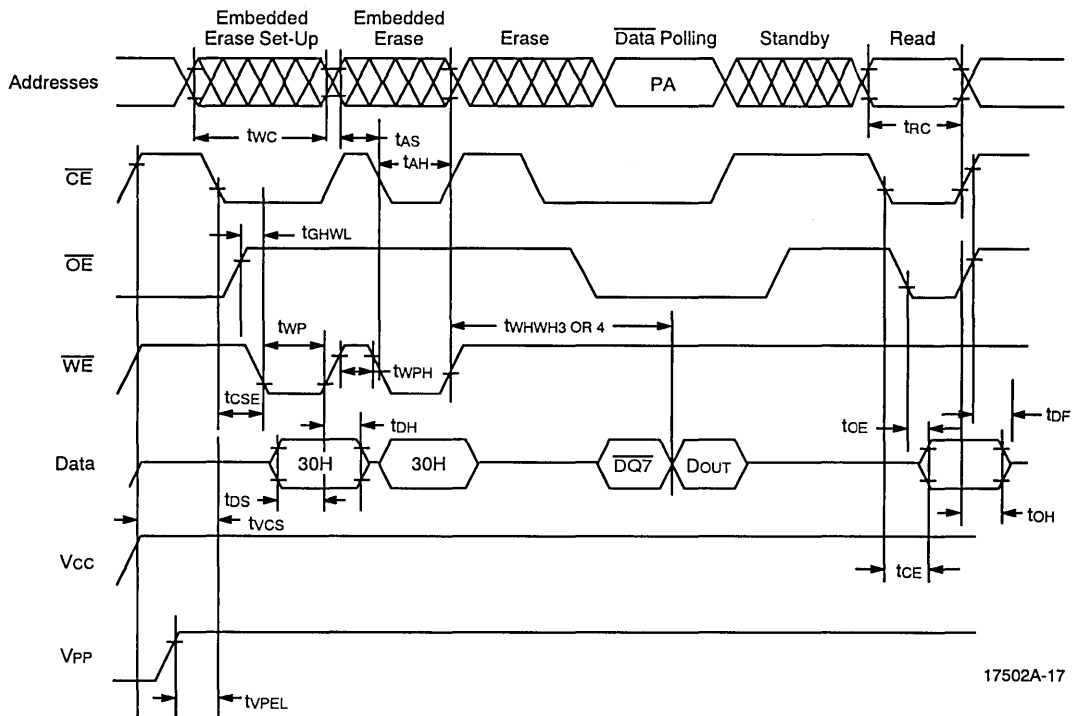 Embedded
Erase Set-Up
Embedded
Erase
Erase
Data Polling
Standby
Read
Addresses
PA
tWC
tAS
tRC
tAH
CE
tGHWL
OE
tWP
tWHWH3 OR 4
WE
tWPH
tCSE
tDH
tOE
tDF
Data
30H
30H
DQ7
DOUT
tDS
tVCS
tOH
VCC
tCE
VPP
17502A-17
tVPEL